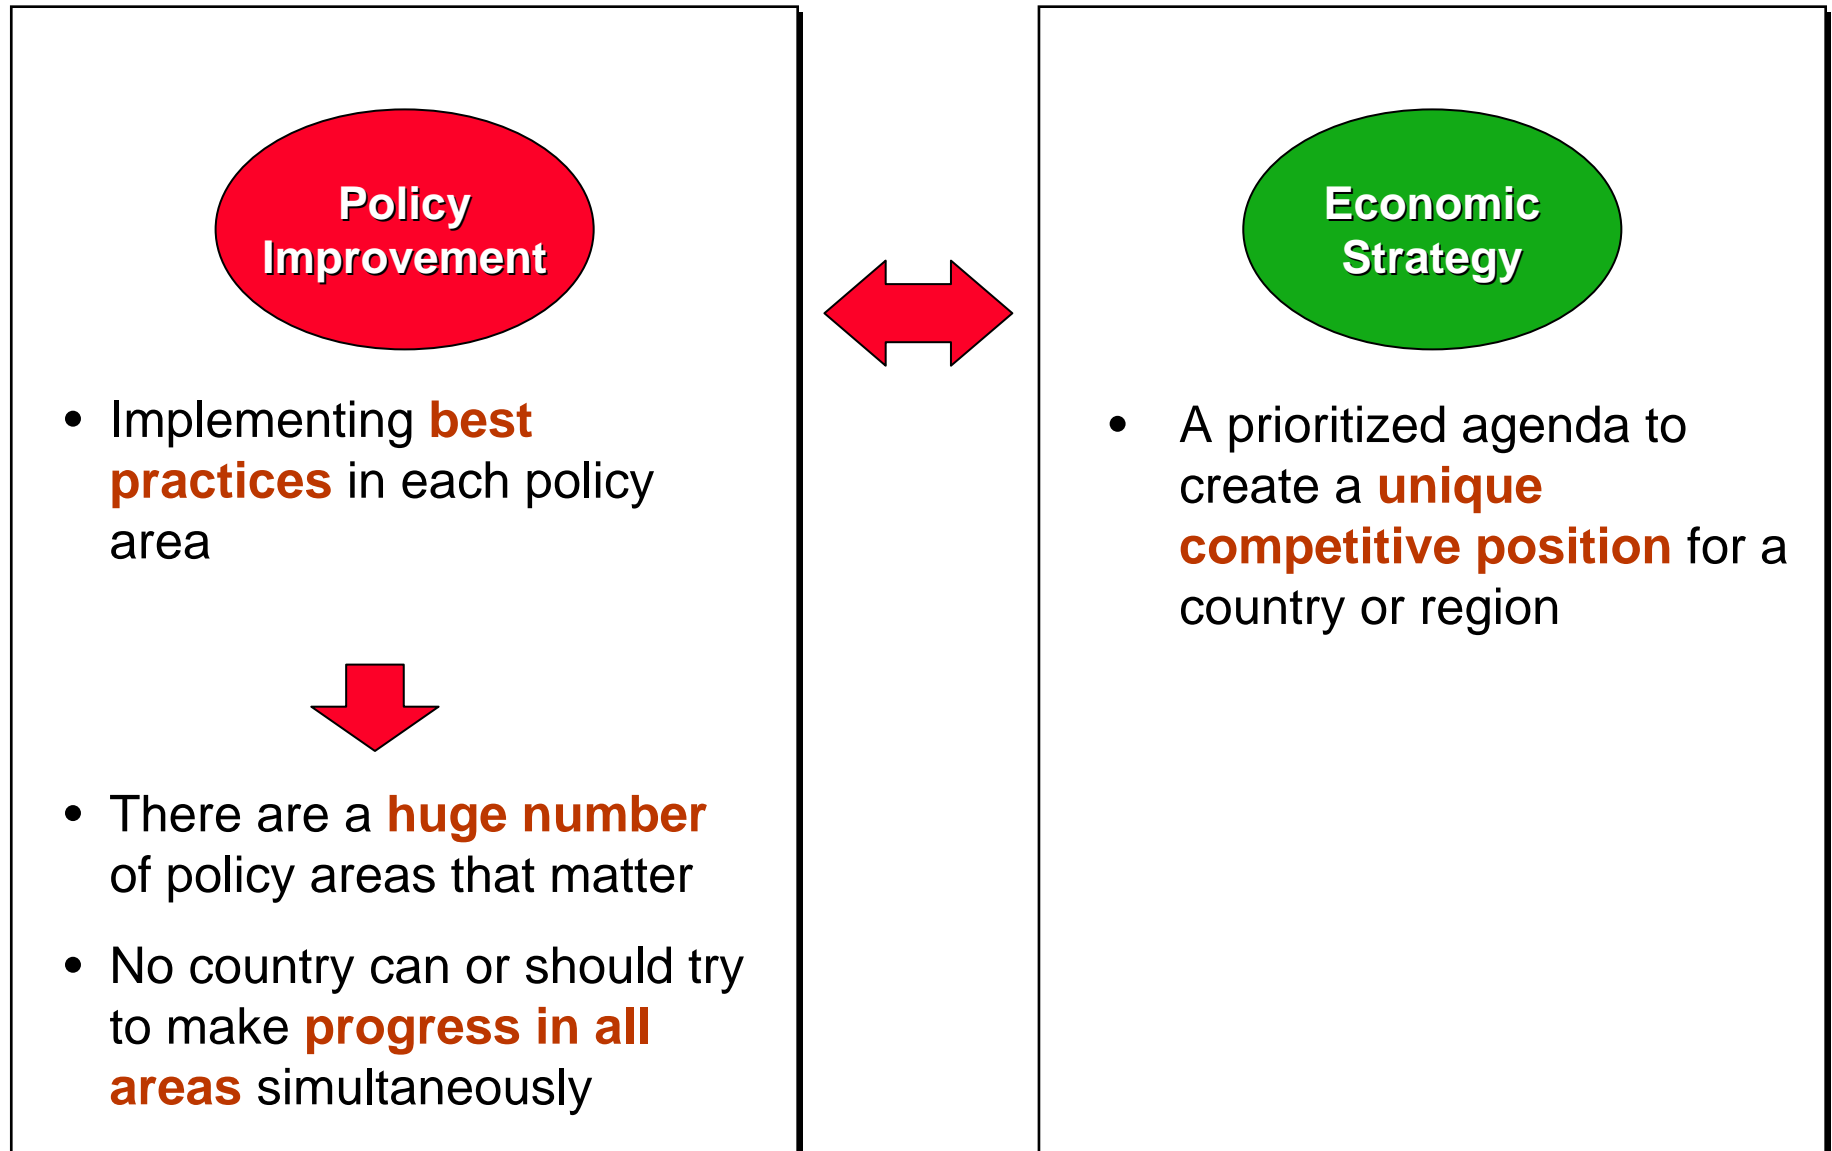 Policy
Improvement
• Implementing best
practices in each policy
area
• There are a huge number
of policy areas that matter
• No country can or should try
to make progress in all
areas simultaneously
Economic
Strategy
• A prioritized agenda to
create a unique
competitive position for a
country or region